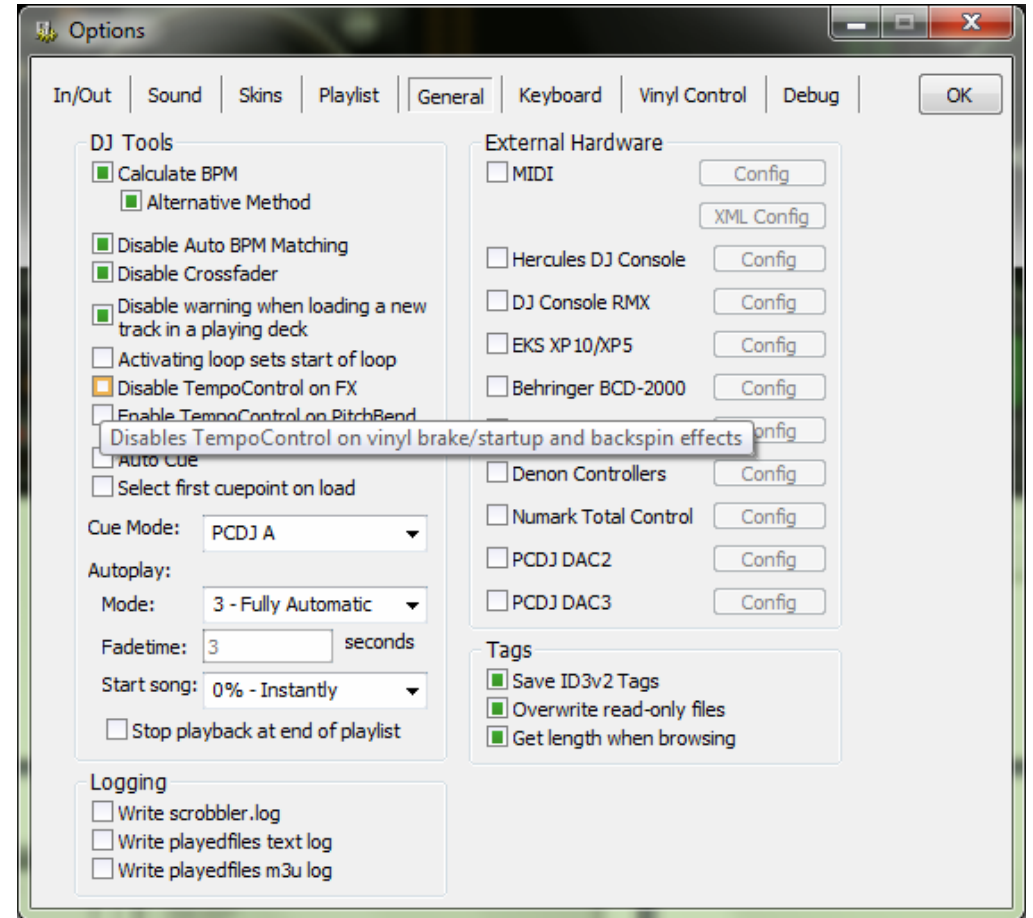 Options
In/Out
Sound
Skins
Playlist
General
Keyboard
Vinyl Control
Debug
OK
DJ Tools
Calculate BPM
Alternative Method
Disable Auto BPM Matching
Disable Crossfader
Disable warning when loading a new
track in a playing deck
Activating loop sets start of loop
Disable TempoControl on FX
Enable TempoControl on PitchBend
Disables TempoControl on vinyl brake/startup and backspin effects
Auto Cue
Select first cuepoint on load
Cue Mode: PCDJ A
Autoplay:
Mode: 3 - Fully Automatic
Fadetime: 3 seconds
Start song: 0% - Instantly
Stop playback at end of playlist
Logging
Write scrobbler.log
Write playedfiles text log
Write playedfiles m3u log
External Hardware
MIDI Config
XML Config
Hercules DJ Console Config
DJ Console RMX Config
EKS XP10/XP5 Config
Behringer BCD-2000 Config
Config
Denon Controllers Config
Numark Total Control Config
PCDJ DAC2 Config
PCDJ DAC3 Config
Tags
Save ID3v2 Tags
Overwrite read-only files
Get length when browsing